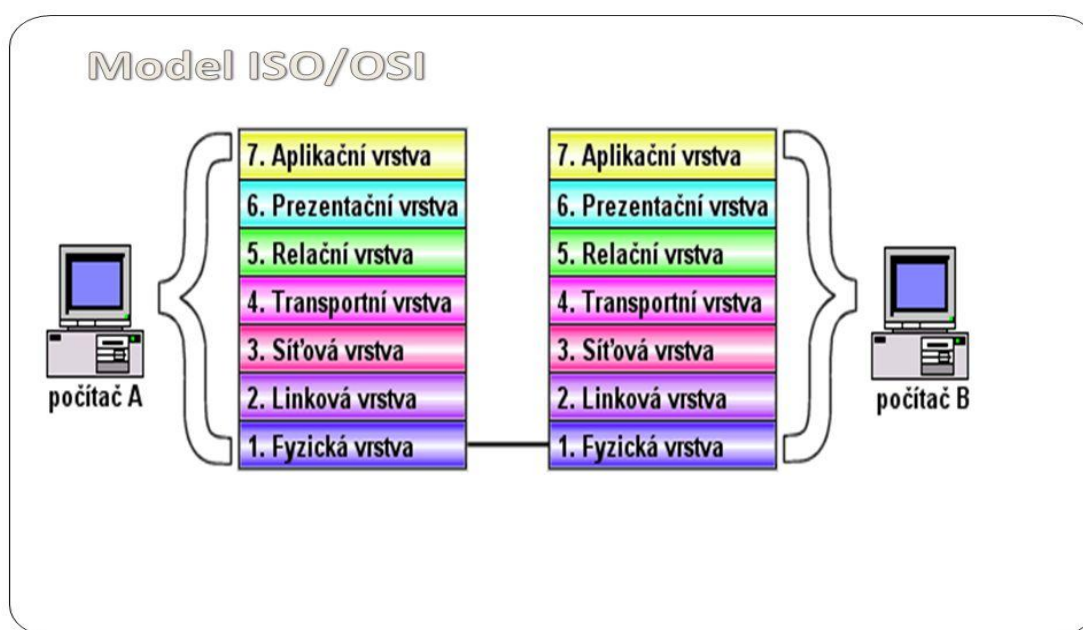 Model ISO/OSI
7. Aplikační vrstva
6. Prezentační vrstva
5. Relační vrstva
4. Transportní vrstva
3. Síťová vrstva
2. Linková vrstva
1. Fyzická vrstva
počítač A
7. Aplikační vrstva
6. Prezentační vrstva
5. Relační vrstva
4. Transportní vrstva
3. Síťová vrstva
2. Linková vrstva
1. Fyzická vrstva
počítač B